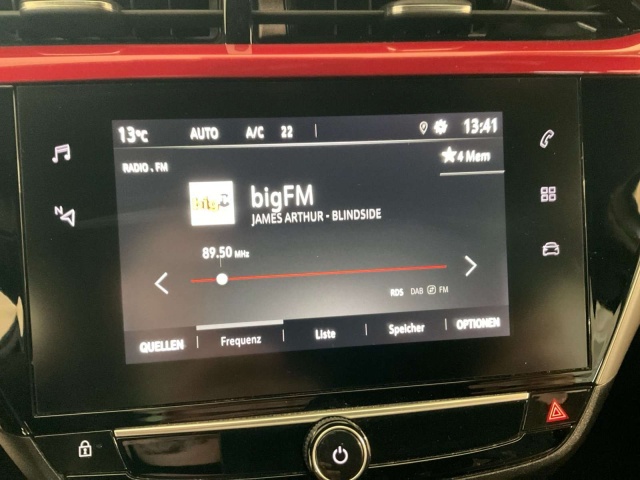 13°C AUTO A/C 22 13:41
RADIO . FM
★4 Mem
N
bigFM
JAMES ARTHUR - BLINDSIDE
89.50 MHz
RDS DAB FM
QUELLEN Frequenz Liste Speicher OPTIONEN